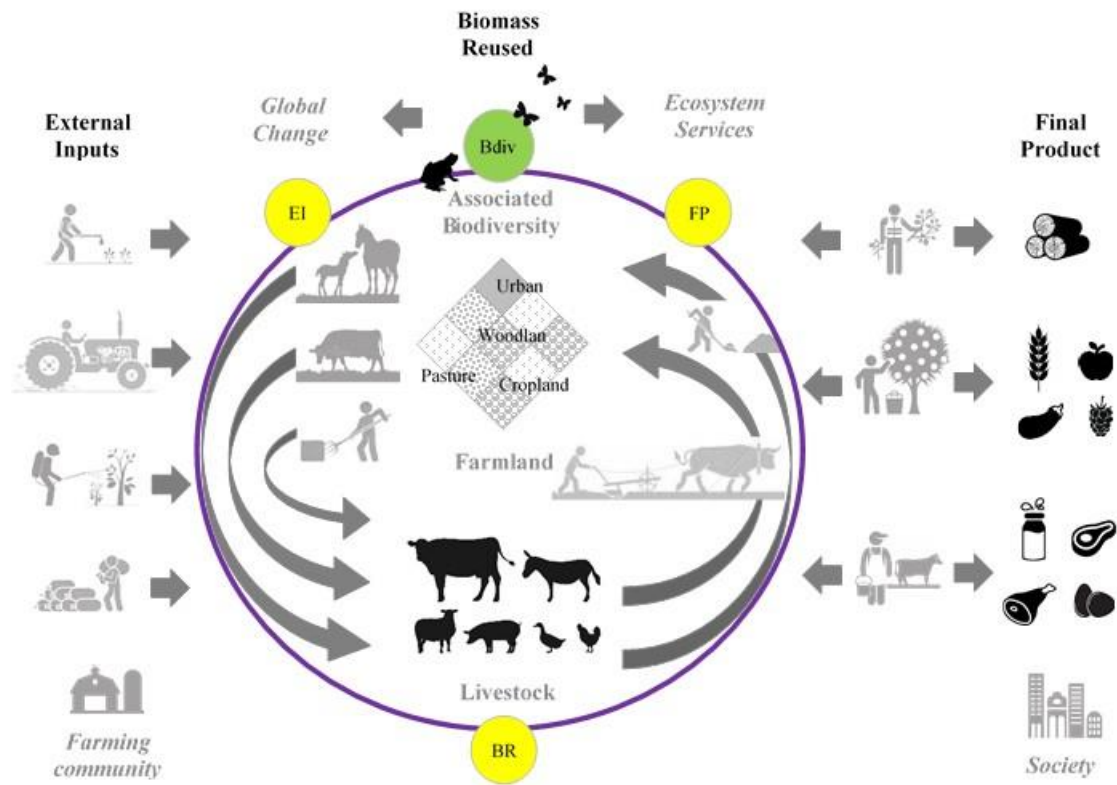 Biomass
Reused
Global
Change
Ecosystem
Services
External
Inputs
Final
Product
Bdiv
EI
FP
Associated
Biodiversity
Urban
Woodlan
Pasture
Cropland
Farmland
Livestock
BR
Farming
community
Society